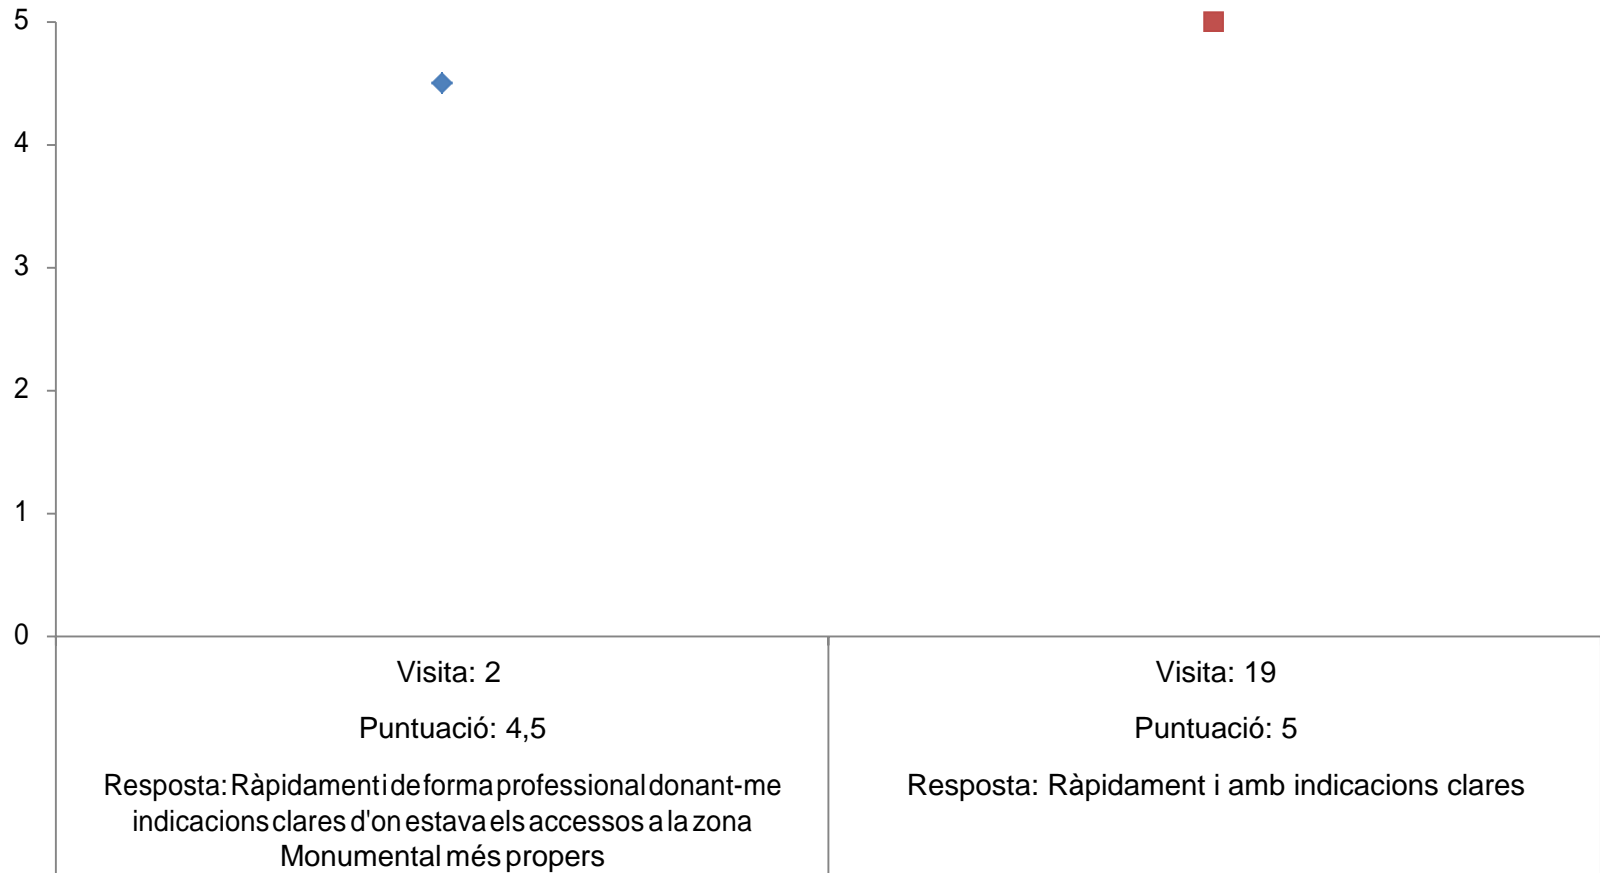 5
4
3
2
1
0
Visita: 2
Puntuació: 4,5
Resposta: Ràpidament i de forma professional donant-me
indicacions clares d'on estava els accessos a la zona
Monumental més propers
Visita: 19
Puntuació: 5
Resposta: Ràpidament i amb indicacions clares